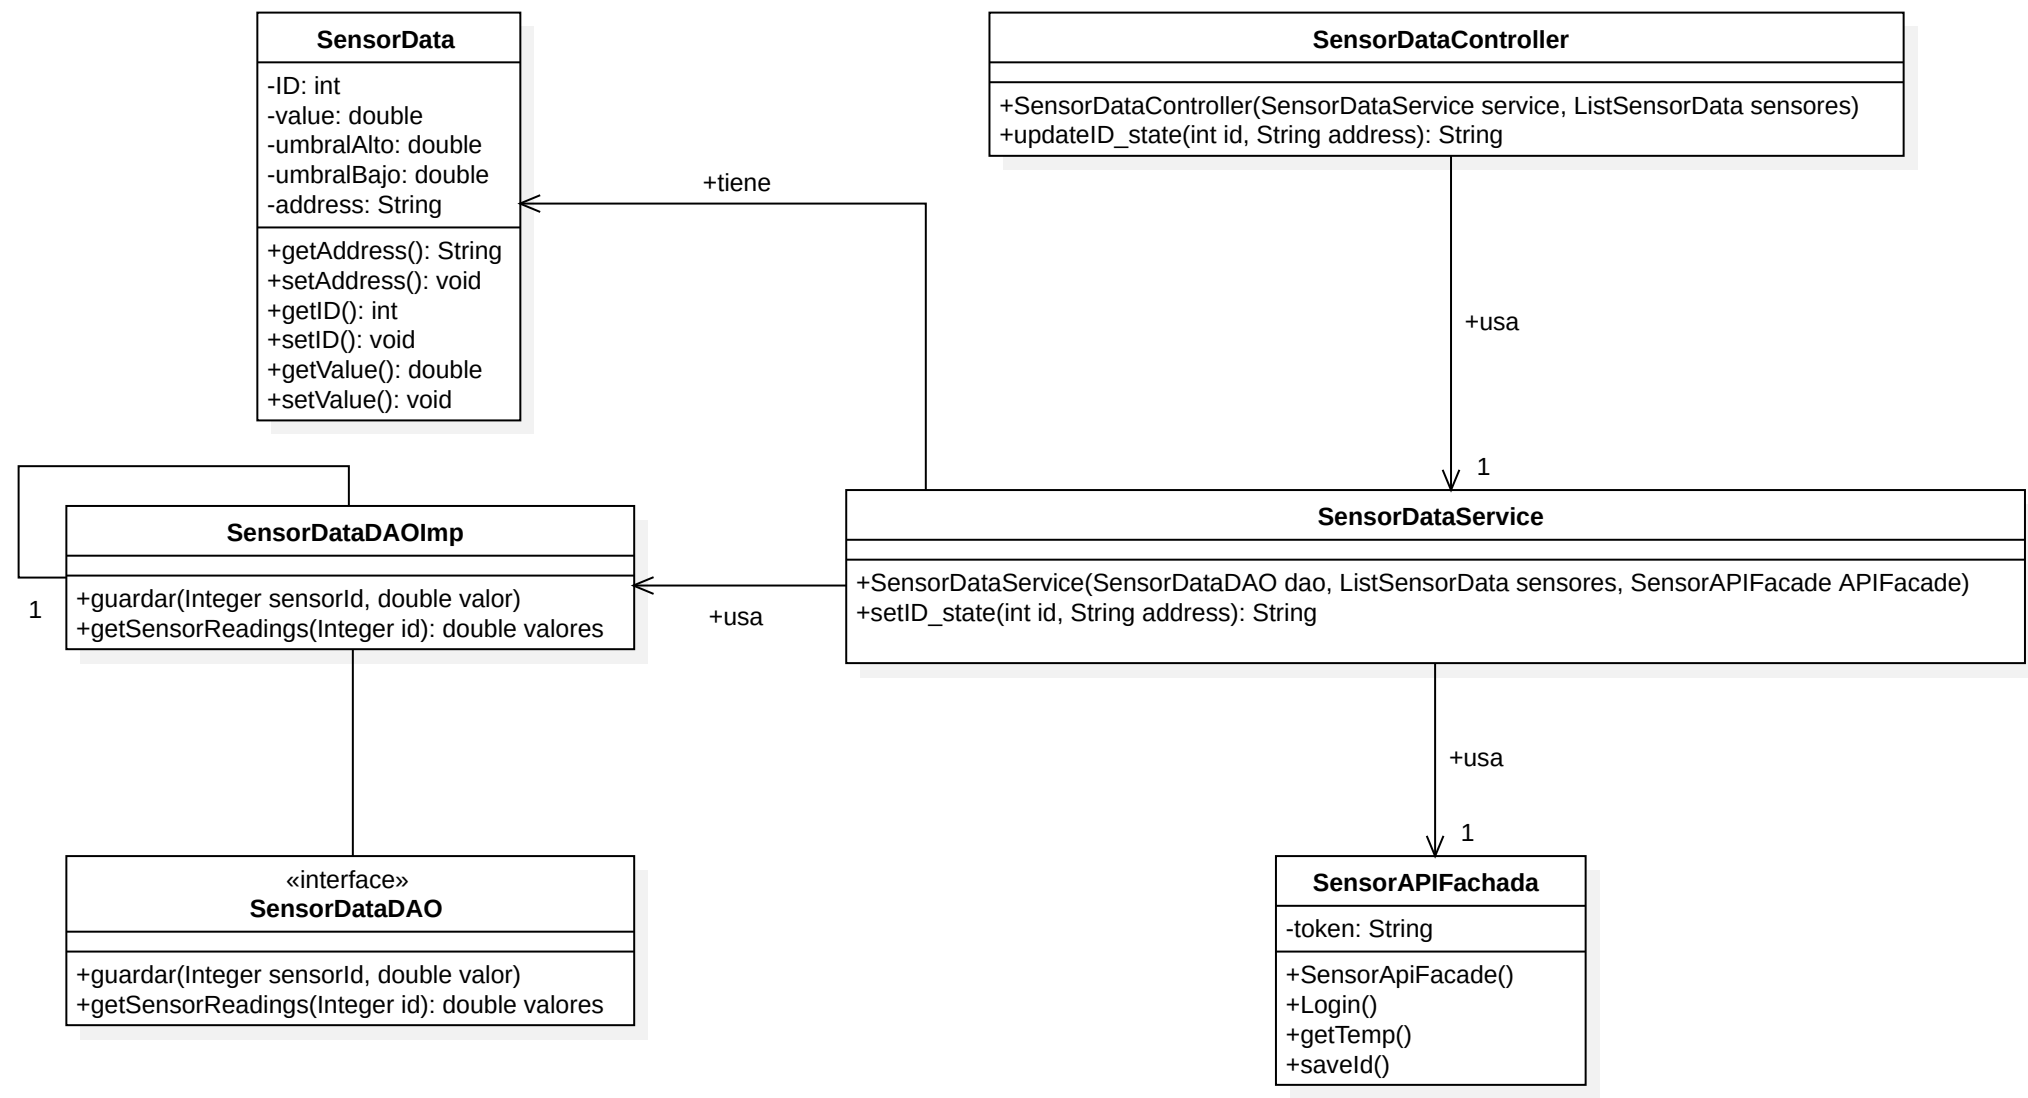 SensorData
-ID: int
-value: double
-umbralAlto: double
-umbralBajo: double
-address: String
+getAddress(): String
+setAddress(): void
+getID(): int
+setID(): void
+getValue(): double
+setValue(): void
SensorDataController
+SensorDataController(SensorDataService service, ListSensorData sensores)
+updateID_state(int id, String address): String
+tiene
+usa
1
SensorDataDAOImp
+guardar(Integer sensorId, double valor)
+getSensorReadings(Integer id): double valores
1
+usa
SensorDataService
+SensorDataService(SensorDataDAO dao, ListSensorData sensores, SensorAPIFacade APIFacade)
+setID_state(int id, String address): String
+usa
1
«interface»
SensorDataDAO
+guardar(Integer sensorId, double valor)
+getSensorReadings(Integer id): double valores
SensorAPIFachada
-token: String
+SensorApiFacade()
+Login()
+getTemp()
+saveId()